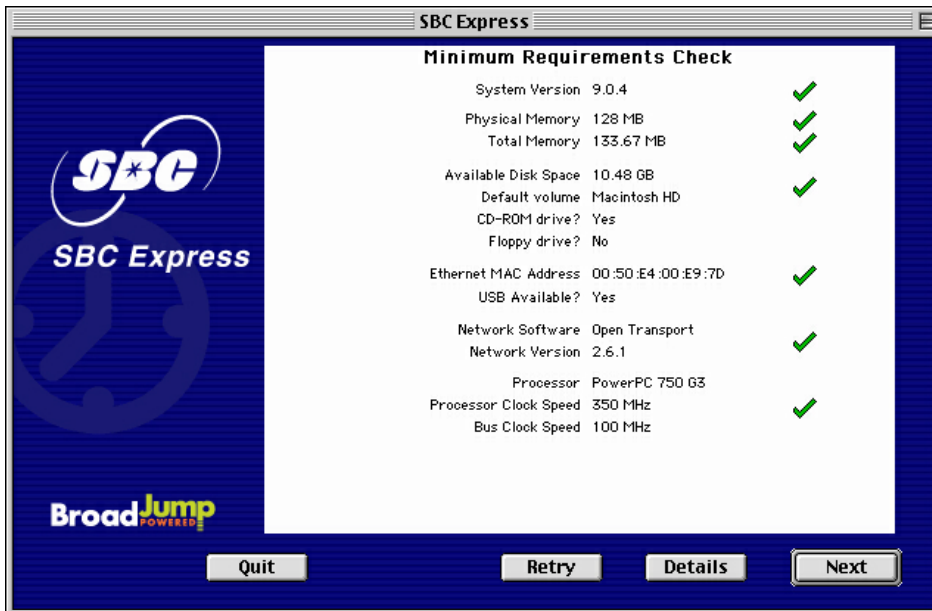 SBC Express
Minimum Requirements Check
System Version 9.0.4
Physical Memory 128 MB
Total Memory 133.67 MB
Available Disk Space 10.48 GB
Default volume Macintosh HD
CD-ROM drive? Yes
Floppy drive? No
Ethernet MAC Address 00:50:E4:00:E9:7D
USB Available? Yes
Network Software Open Transport
Network Version 2.6.1
Processor PowerPC 750 G3
Processor Clock Speed 350 MHz
Bus Clock Speed 100 MHz
SBC
SBC Express
BroadJump
POWERED
Quit Retry Details Next